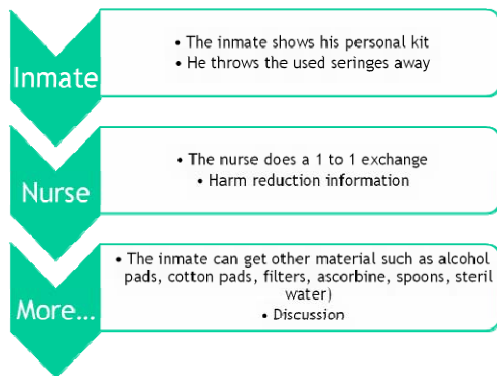 Inmate
• The inmate shows his personal kit
• He throws the used seringes away
Nurse
• The nurse does a 1 to 1 exchange
• Harm reduction information
More...
• The inmate can get other material such as alcohol
pads, cotton pads, filters, ascorbine, spoons, steril
water)
• Discussion